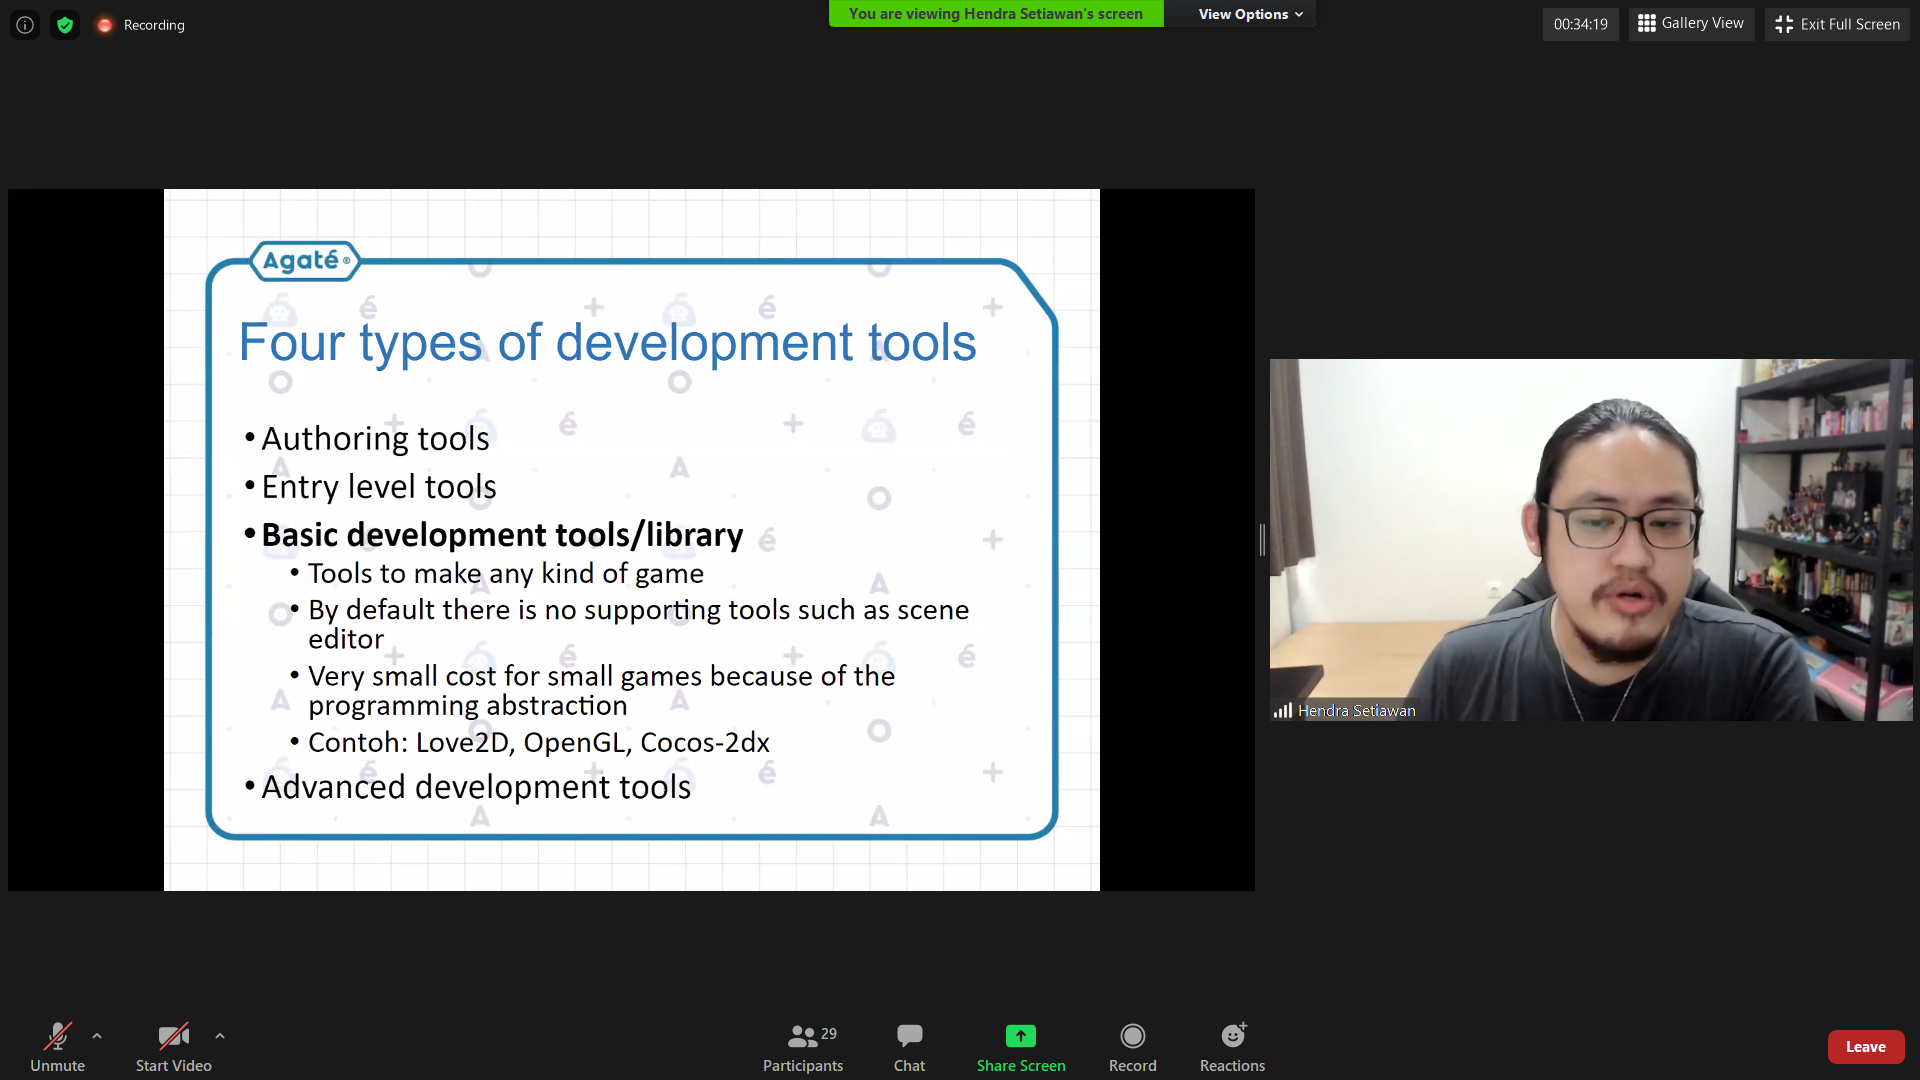 Recording
You are viewing Hendra Setiawan's screen
View Options
00:34:19
Gallery View
Exit Full Screen
Agaté
Four types of development tools
•Authoring tools
•Entry level tools
•Basic development tools/library
• Tools to make any kind of game
• By default there is no supporting tools such as scene
editor
• Very small cost for small games because of the
programming abstraction
• Contoh: Love2D, OpenGL, Cocos-2dx
•Advanced development tools
Hendra Setiawan
Unmute
Start Video
29
Participants
Chat
Share Screen
Record
Reactions
Leave